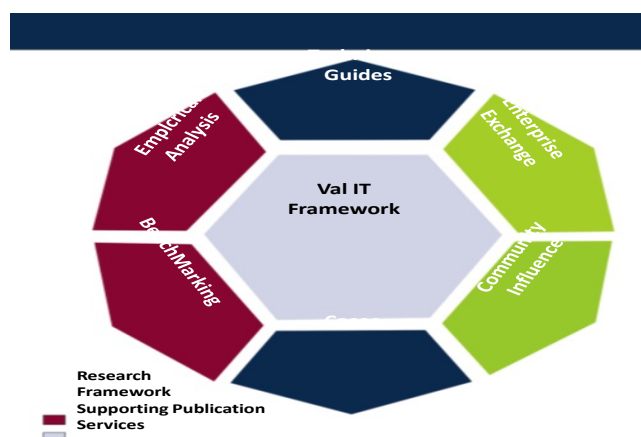 Guides
Empirical
Analysis
Enterprise
Exchange
Val IT
Framework
BenchMarking
Community
Influence
Research
Framework
Supporting Publication
Services